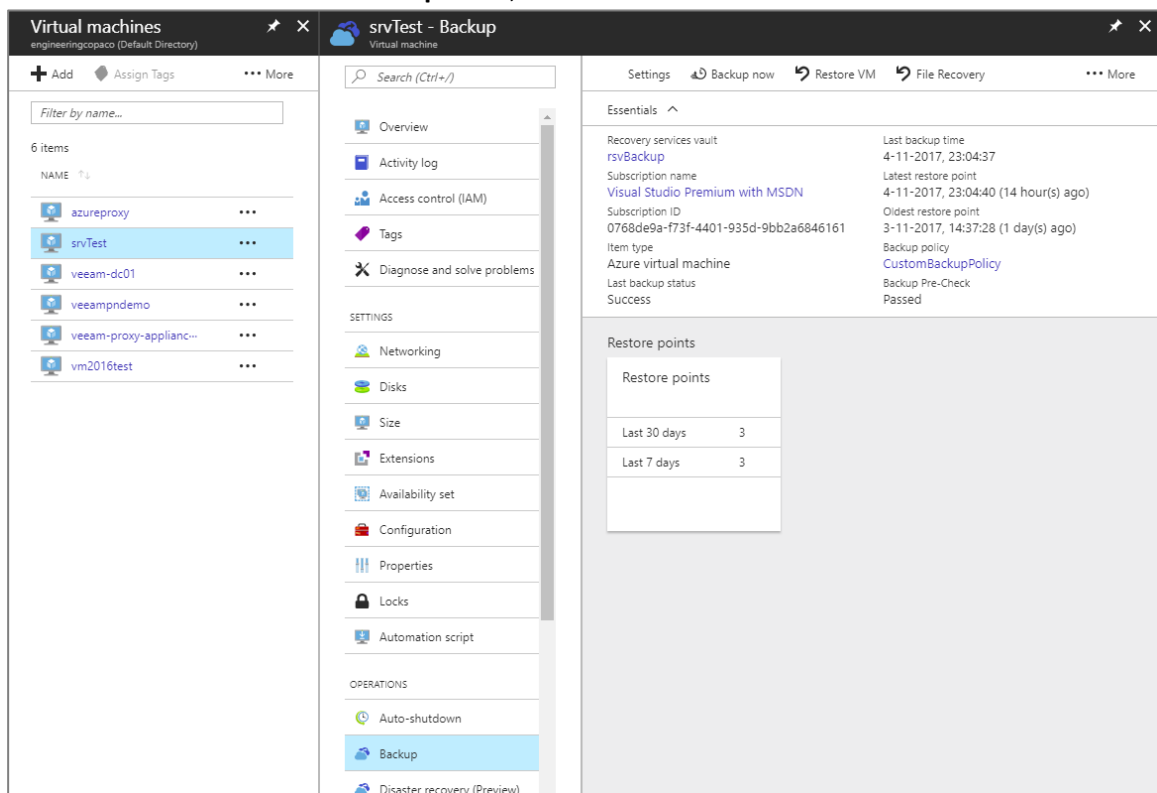 Virtual machines
engineeringcopaco (Default Directory)
Add Assign Tags ••• More
Filter by name...
6 items
NAME
azureproxy •••
srvTest •••
veeam-dc01 •••
veeampndemo •••
veeam-proxy-applianc··· •••
vm2016test •••
srvTest - Backup
Virtual machine
Search (Ctrl+/)
Overview
Activity log
Access control (IAM)
Tags
Diagnose and solve problems
SETTINGS
Networking
Disks
Size
Extensions
Availability set
Configuration
Properties
Locks
Automation script
OPERATIONS
Auto-shutdown
Backup
Disaster recovery (Preview)
Settings Backup now Restore VM File Recovery ••• More
Essentials
Recovery services vault
rsvBackup
Subscription name
Visual Studio Premium with MSDN
Subscription ID
0768de9a-f73f-4401-935d-9bb2a6846161
Item type
Azure virtual machine
Last backup status
Success
Last backup time
4-11-2017, 23:04:37
Latest restore point
4-11-2017, 23:04:40 (14 hour(s) ago)
Oldest restore point
3-11-2017, 14:37:28 (1 day(s) ago)
Backup policy
CustomBackupPolicy
Backup Pre-Check
Passed
Restore points
Restore points
Last 30 days 3
Last 7 days 3